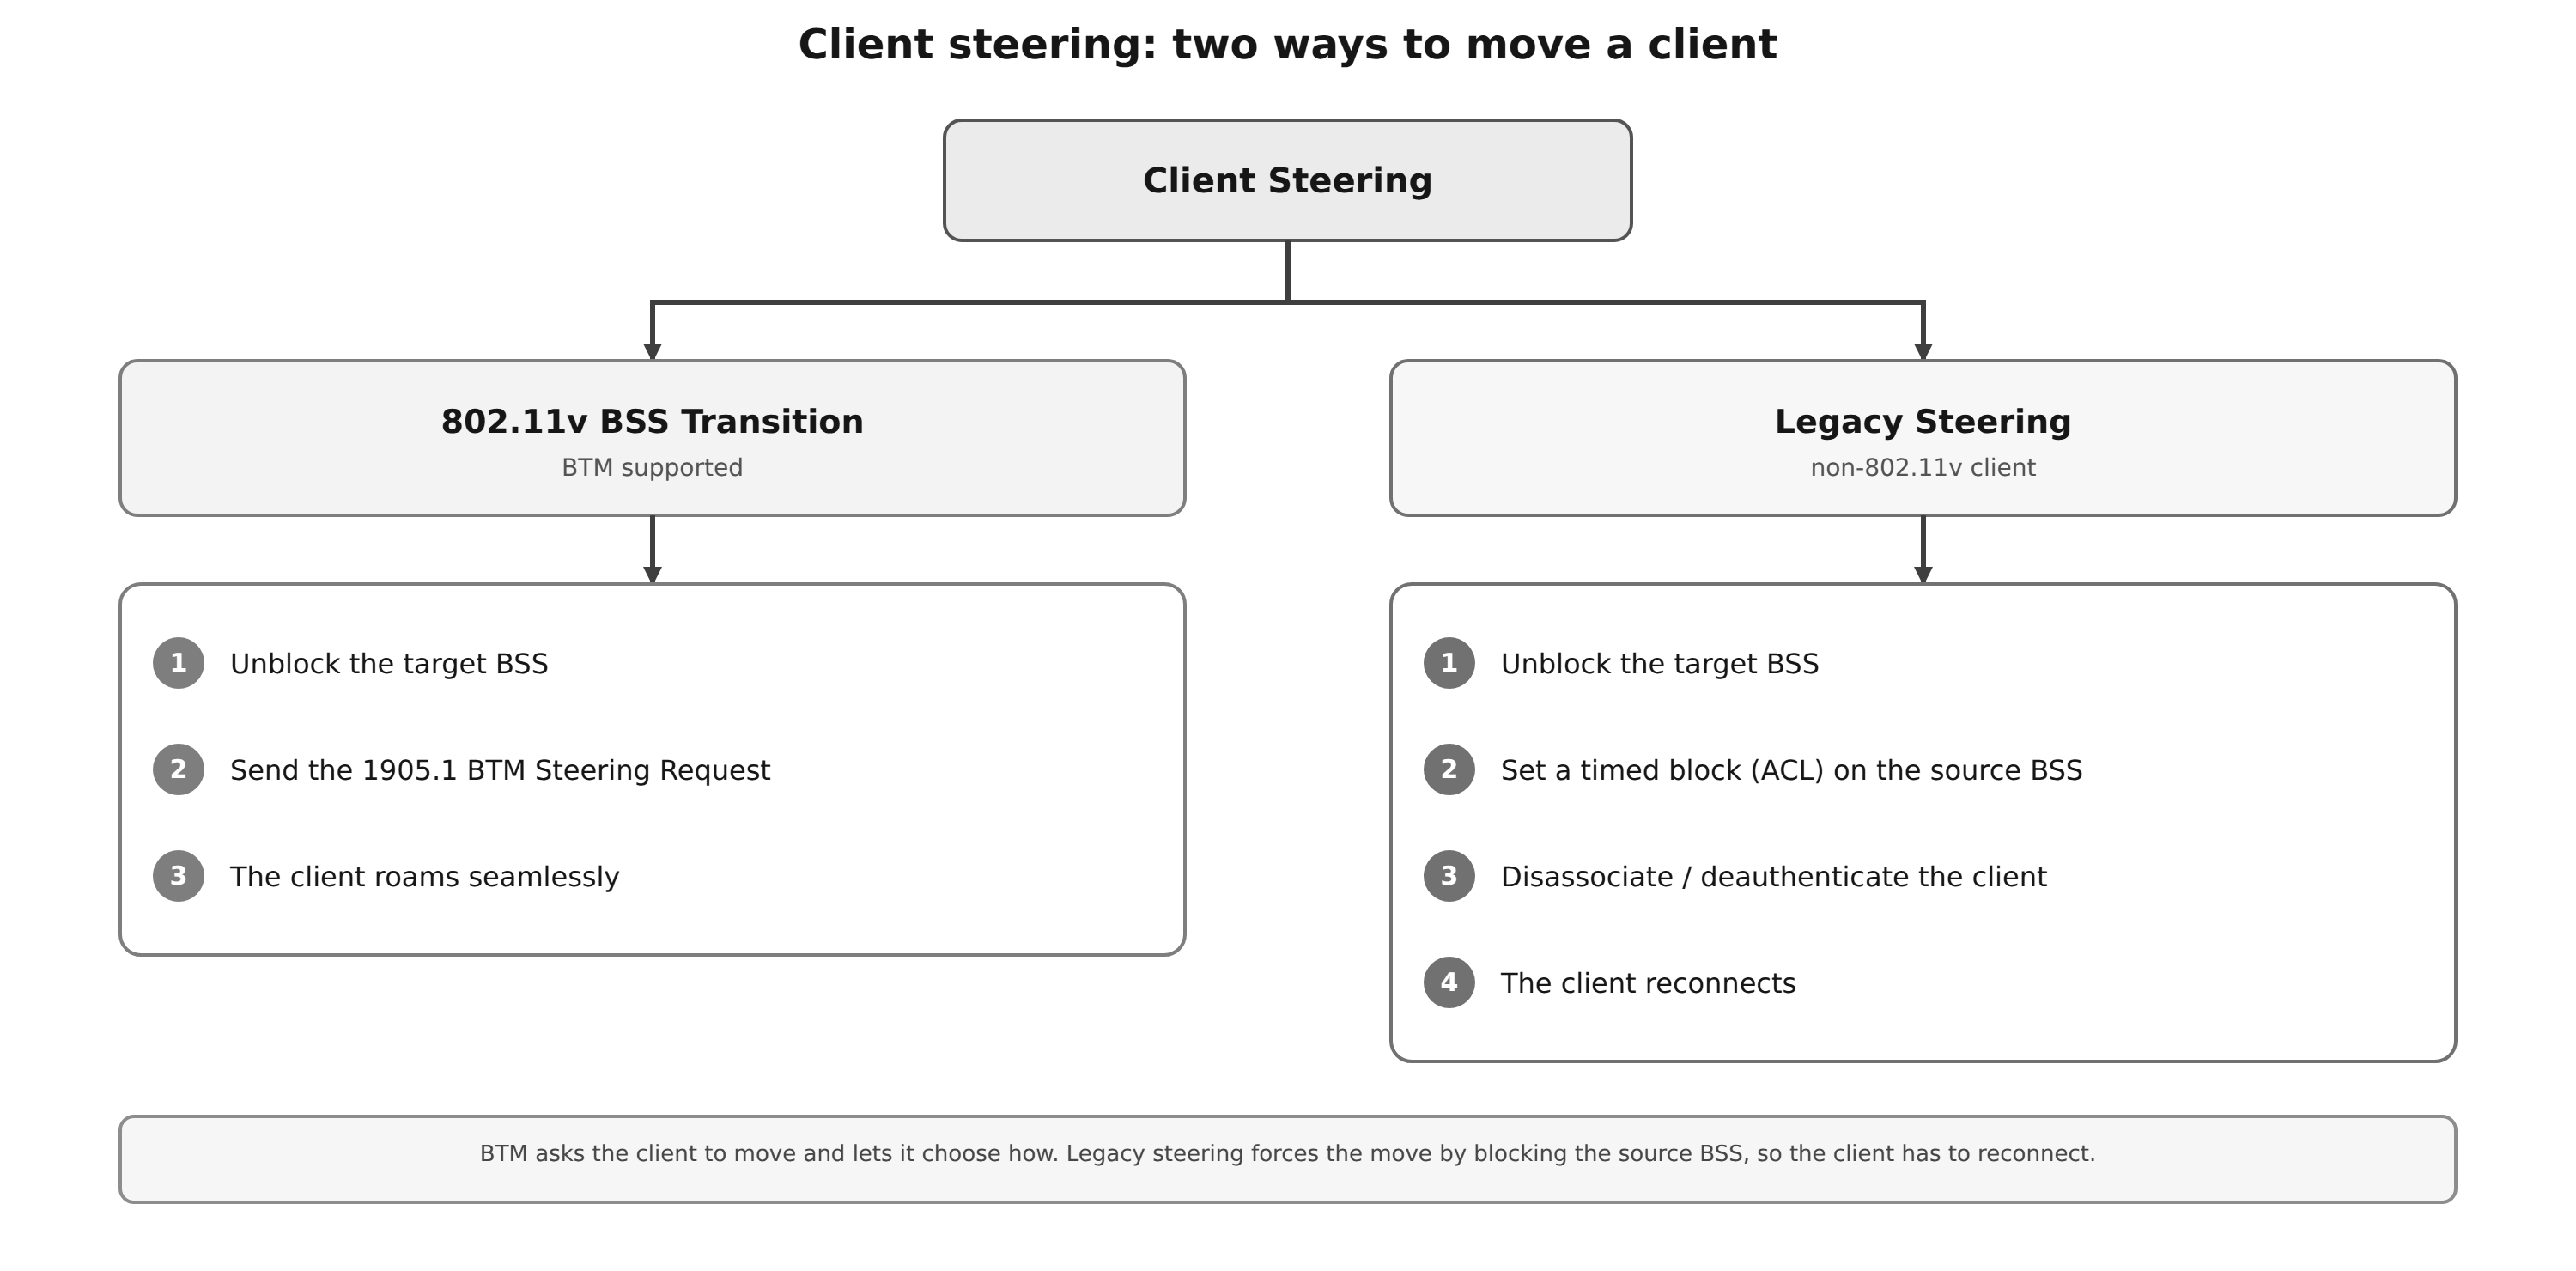 Client steering: two ways to move a client
Client Steering
802.11v BSS Transition
BTM supported
Legacy Steering
non-802.11v client
1 Unblock the target BSS
2 Send the 1905.1 BTM Steering Request
3 The client roams seamlessly
1 Unblock the target BSS
2 Set a timed block (ACL) on the source BSS
3 Disassociate / deauthenticate the client
4 The client reconnects
BTM asks the client to move and lets it choose how. Legacy steering forces the move by blocking the source BSS, so the client has to reconnect.